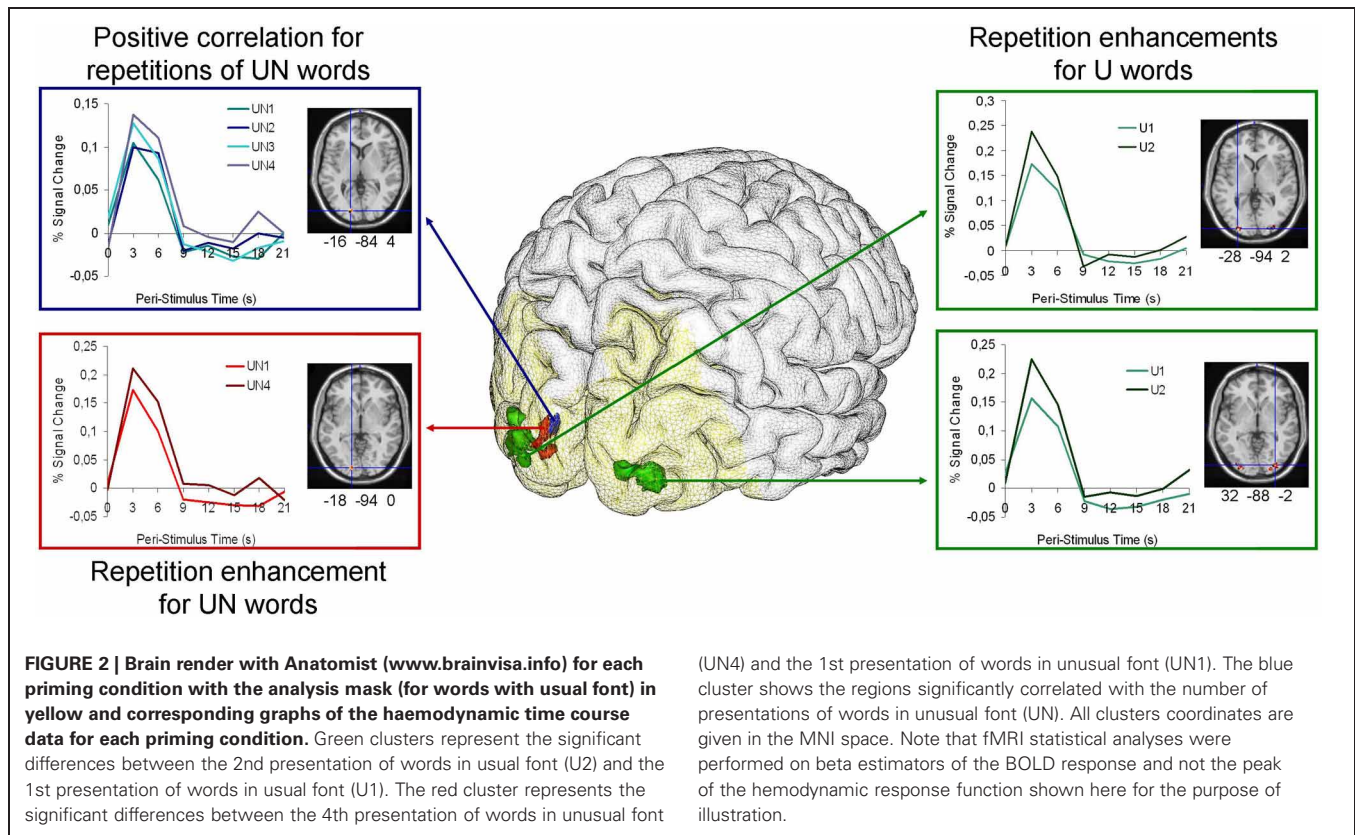 Positive correlation for
repetitions of UN words
0,15
0,1
0,05
0
-0,05
% Signal Change
UN1
UN2
UN3
UN4
0 3 6 9 12 15 18 21
Peri-Stimulus Time (s)
-16 -84 4
0,25
0,2
0,15
0,1
0,05
0
-0,05
% Signal Change
UN1
UN4
0 3 6 9 12 15 18 21
Peri-Stimulus Time (s)
-18 -94 0
Repetition enhancement
for UN words
Repetition enhancements
for U words
0,3
0,25
0,2
0,15
0,1
0,05
0
-0,05
% Signal Change
U1
U2
0 3 6 9 12 15 18 21
Peri-Stimulus Time (s)
-28 -94 2
0,25
0,2
0,15
0,1
0,05
0
-0,05
% Signal Change
U1
U2
0 3 6 9 12 15 18 21
Peri-Stimulus Time (s)
32 -88 -2
FIGURE 2 | Brain render with Anatomist (www.brainvisa.info) for each
priming condition with the analysis mask (for words with usual font) in
yellow and corresponding graphs of the haemodynamic time course
data for each priming condition. Green clusters represent the significant
differences between the 2nd presentation of words in usual font (U2) and the
1st presentation of words in usual font (U1). The red cluster represents the
significant differences between the 4th presentation of words in unusual font
(UN4) and the 1st presentation of words in unusual font (UN1). The blue
cluster shows the regions significantly correlated with the number of
presentations of words in unusual font (UN). All clusters coordinates are
given in the MNI space. Note that fMRI statistical analyses were
performed on beta estimators of the BOLD response and not the peak
of the hemodynamic response function shown here for the purpose of
illustration.